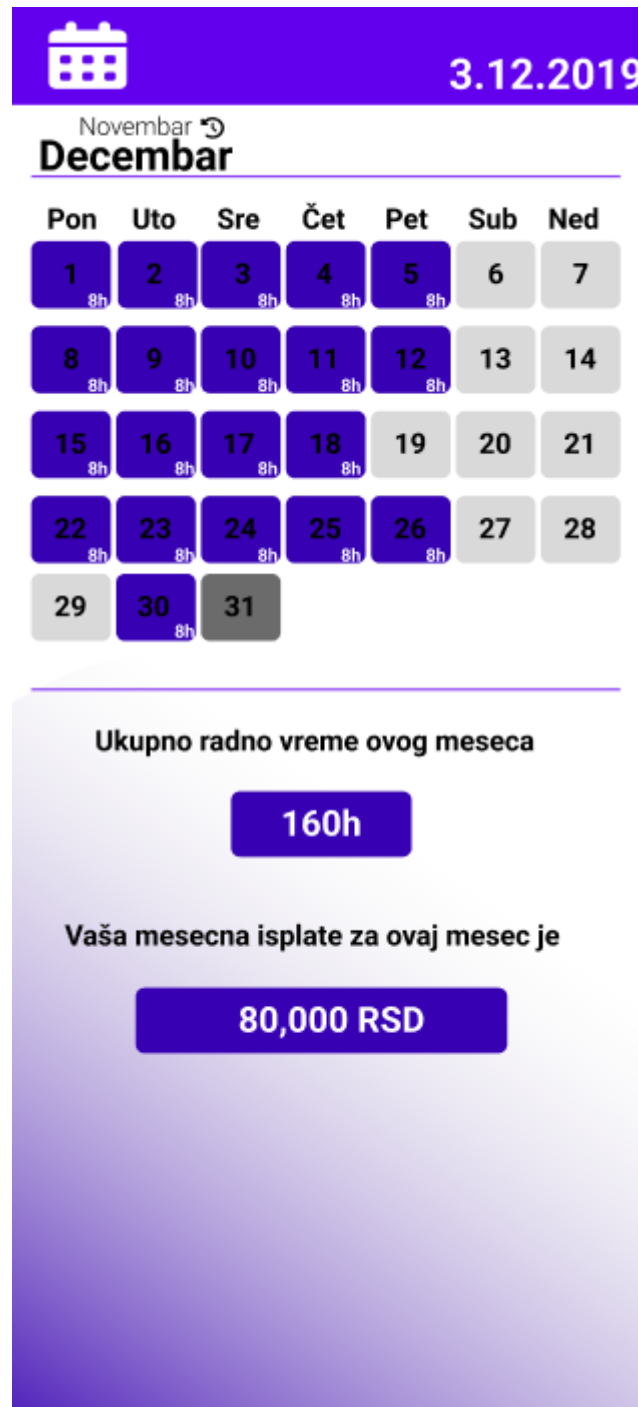 3.12.2019
Novembar
Decembar
Pon Uto Sre Čet Pet Sub Ned
1 2 3 4 5 6 7
8h 8h 8h 8h 8h
8 9 10 11 12 13 14
8h 8h 8h 8h 8h
15 16 17 18 19 20 21
8h 8h 8h 8h
22 23 24 25 26 27 28
8h 8h 8h 8h 8h
29 30 31
8h
Ukupno radno vreme ovog meseca
160h
Vaša mesecna isplate za ovaj mesec je
80,000 RSD